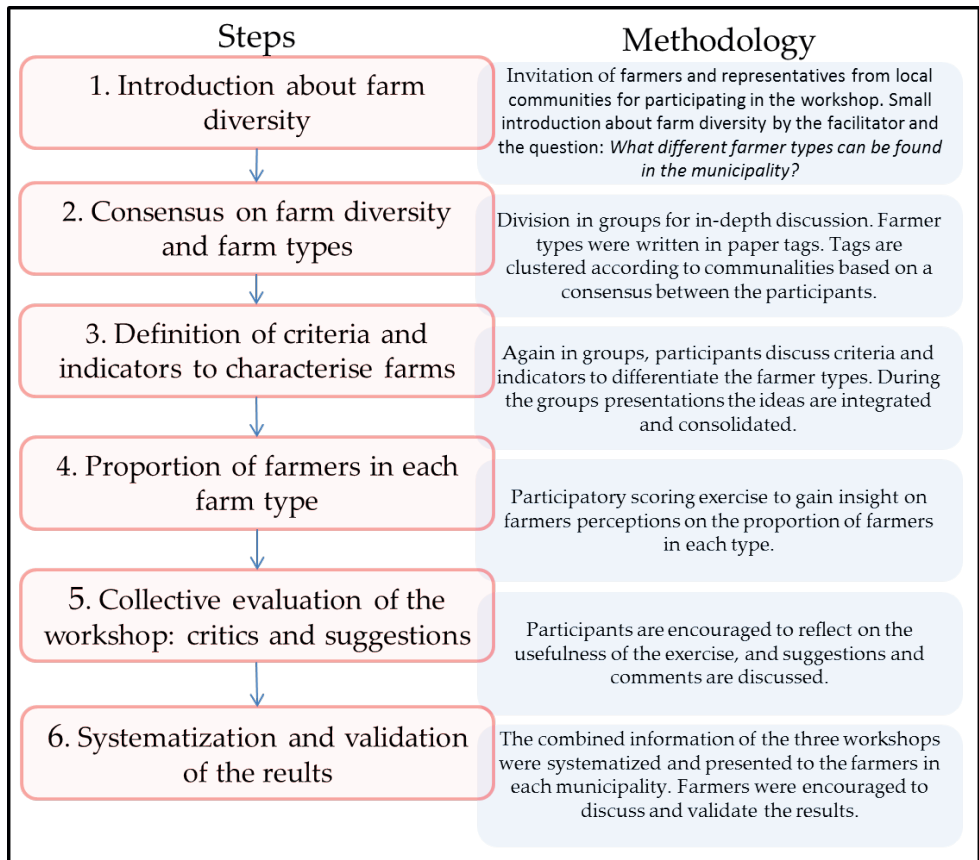 Steps
Methodology
1. Introduction about farm
diversity
Invitation of farmers and representatives from local
communities for participating in the workshop. Small
introduction about farm diversity by the facilitator and
the question: What different farmer types can be found
in the municipality?
2. Consensus on farm diversity
and farm types
Division in groups for in-depth discussion. Farmer
types were written in paper tags. Tags are
clustered according to communalities based on a
consensus between the participants.
3. Definition of criteria and
indicators to characterise farms
Again in groups, participants discuss criteria and
indicators to differentiate the farmer types. During
the groups presentations the ideas are integrated
and consolidated.
4. Proportion of farmers in each
farm type
Participatory scoring exercise to gain insight on
farmers perceptions on the proportion of farmers
in each type.
5. Collective evaluation of the
workshop: critics and suggestions
Participants are encouraged to reflect on the
usefulness of the exercise, and suggestions and
comments are discussed.
6. Systematization and validation
of the reults
The combined information of the three workshops
were systematized and presented to the farmers in
each municipality. Farmers were encouraged to
discuss and validate the results.